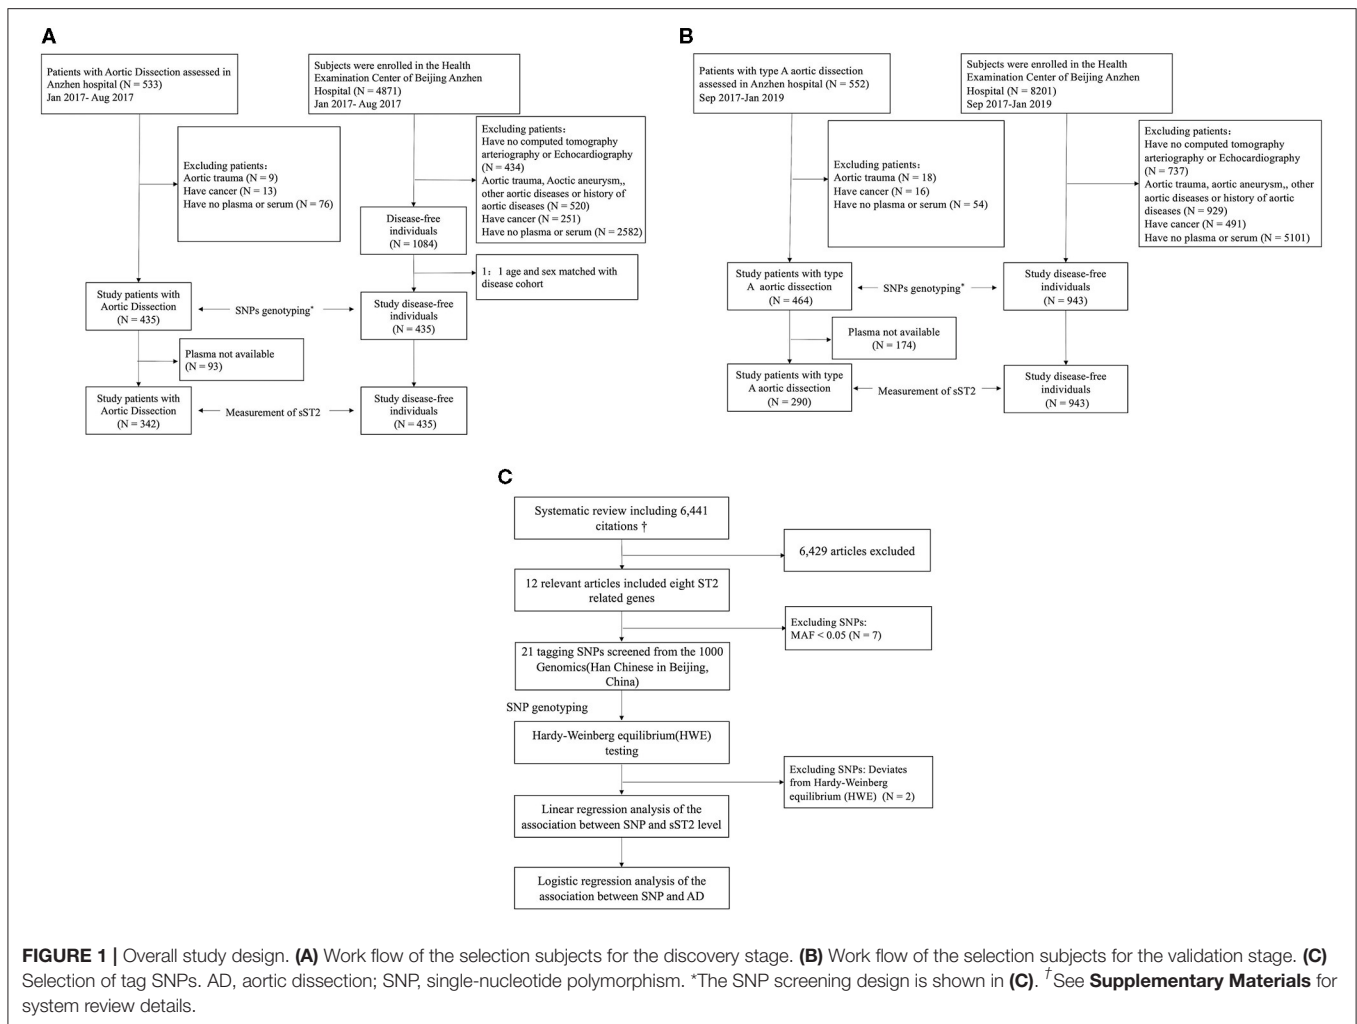 A
Patients with Aortic Dissection assessed in
Anzhen hospital (N = 533)
Jan 2017- Aug 2017
Subjects were enrolled in the Health
Examination Center of Beijing Anzhen
Hospital (N = 4871)
Jan 2017- Aug 2017
Excluding patients:
Aortic trauma (N = 9)
Have cancer (N = 13)
Have no plasma or serum (N = 76)
Excluding patients:
Have no computed tomography
arteriography or Echocardiography
(N = 434)
Aortic trauma, Aoctic aneurysm,,
other aortic diseases or history of
aortic diseases (N = 520)
Have cancer (N = 251)
Have no plasma or serum (N = 2582)
Disease-free
individuals
(N = 1084)
1: 1 age and sex matched with
disease cohort
Study patients with
Aortic Dissection
(N = 435)
SNPs genotyping*
Study disease-free
individuals
(N = 435)
Plasma not available
(N = 93)
Study patients with
Aortic Dissection
(N = 342)
Measurement of sST2
Study disease-free
individuals
(N = 435)
B
Patients with type A aortic dissection
assessed in Anzhen hospital (N = 552)
Sep 2017-Jan 2019
Subjects were enrolled in the Health
Examination Center of Beijing Anzhen
Hospital (N = 8201)
Sep 2017-Jan 2019
Excluding patients:
Aortic trauma (N = 18)
Have cancer (N = 16)
Have no plasma or serum (N = 54)
Excluding patients:
Have no computed tomography
arteriography or Echocardiography
(N = 737)
Aortic trauma, aortic aneurysm,, other
aortic diseases or history of aortic
diseases (N = 929)
Have cancer (N = 491)
Have no plasma or serum (N = 5101)
Study patients with type
A aortic dissection
(N = 464)
SNPs genotyping*
Study disease-free
individuals
(N = 943)
Plasma not available
(N = 174)
Study patients with type
A aortic dissection
(N = 290)
Measurement of sST2
Study disease-free
individuals
(N = 943)
C
Systematic review including 6,441
citations †
6,429 articles excluded
12 relevant articles included eight ST2
related genes
Excluding SNPs:
MAF < 0.05 (N = 7)
21 tagging SNPs screened from the 1000
Genomics(Han Chinese in Beijing,
China)
SNP genotyping
Hardy-Weinberg equilibrium(HWE)
testing
Excluding SNPs: Deviates
from Hardy-Weinberg
equilibrium (HWE) (N = 2)
Linear regression analysis of the
association between SNP and sST2 level
Logistic regression analysis of the
association between SNP and AD
FIGURE 1 | Overall study design. (A) Work flow of the selection subjects for the discovery stage. (B) Work flow of the selection subjects for the validation stage. (C)
Selection of tag SNPs. AD, aortic dissection; SNP, single-nucleotide polymorphism. *The SNP screening design is shown in (C). †See Supplementary Materials for
system review details.